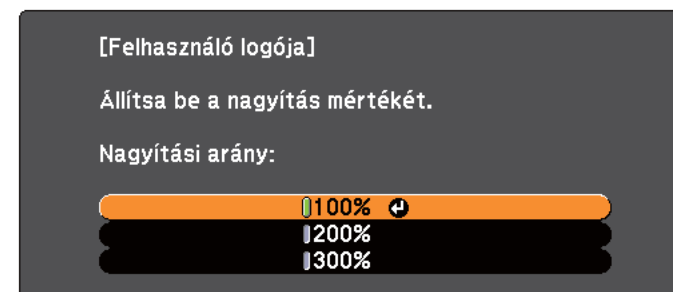 [Felhasználó logója]
Állítsa be a nagyítás mértékét.
Nagyítási arány:
100%
200%
300%